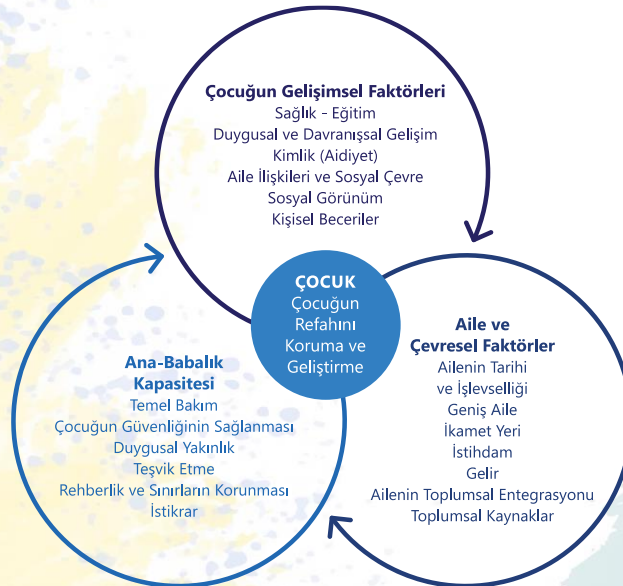 Çocuğun Gelişimsel Faktörleri
Sağlık - Eğitim
Duygusal ve Davranışsal Gelişim
Kimlik (Aidiyet)
Aile İlişkileri ve Sosyal Çevre
Sosyal Görünüm
Kişisel Beceriler
ÇOCUK
Çocuğun
Refahını
Koruma ve
Geliştirme
Ana-Babalık
Kapasitesi
Temel Bakım
Çocuğun Güvenliğinin Sağlanması
Duygusal Yakınlık
Teşvik Etme
Rehberlik ve Sınırların Korunması
İstikrar
Aile ve
Çevresel Faktörler
Ailenin Tarihi
ve İşlevselliği
Geniş Aile
İkamet Yeri
İstihdam
Gelir
Ailenin Toplumsal Entegrasyonu
Toplumsal Kaynaklar